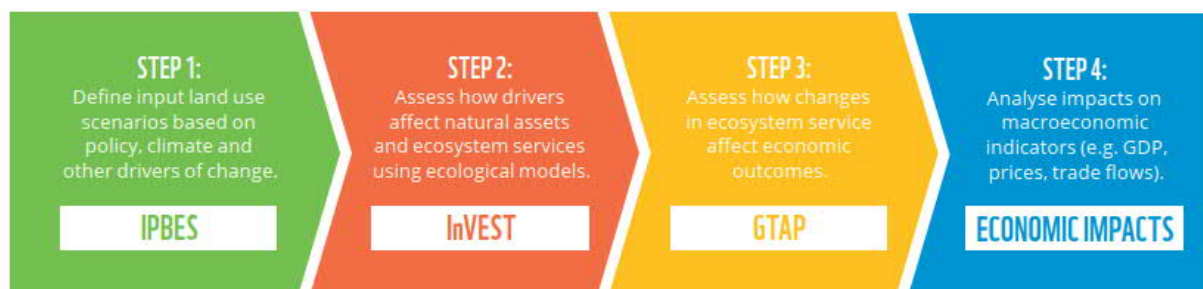 STEP 1:
Define input land use
scenarios based on
policy, climate and
other drivers of change.
IPBES
STEP 2:
Assess how drivers
affect natural assets
and ecosystem services
using ecological models.
InVEST
STEP 3:
Assess how changes
in ecosystem service
affect economic
outcomes.
GTAP
STEP 4:
Analyse impacts on
macroeconomic
indicators (e.g. GDP,
prices, trade flows).
ECONOMIC IMPACTS